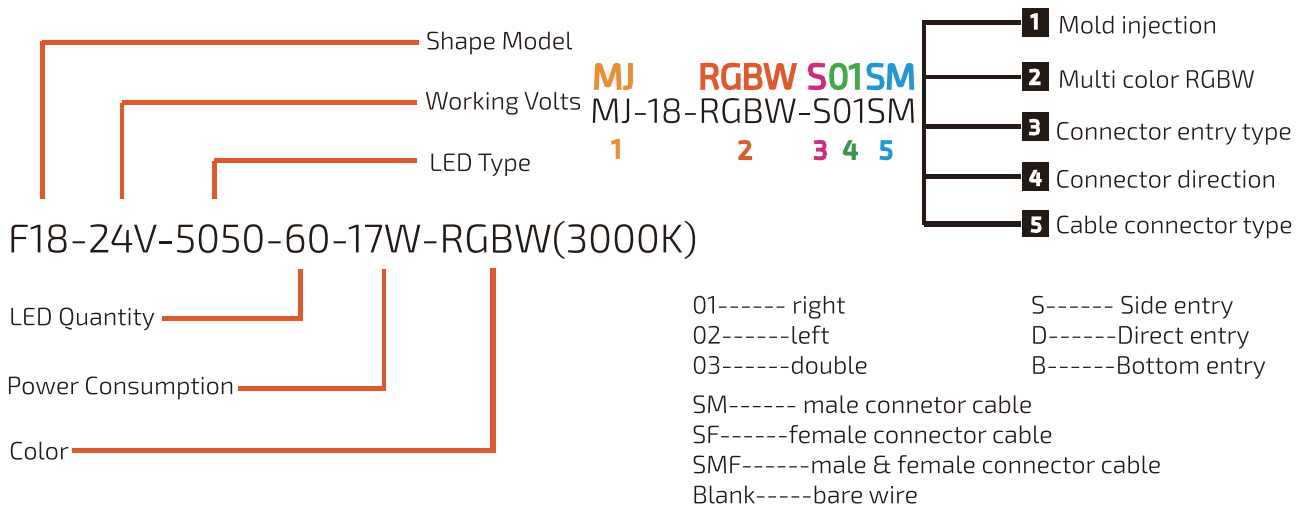 Shape Model
Working Volts
LED Type
F18-24V-5050-60-17W-RGBW(3000K)
LED Quantity
Power Consumption
Color
MJ RGBW S01SM
MJ-18-RGBW-S01SM
1 2 3 4 5
1 Mold injection
2 Multi color RGBW
3 Connector entry type
4 Connector direction
5 Cable connector type
01------ right
02------left
03------double
S------ Side entry
D------Direct entry
B------Bottom entry
SM------ male connetor cable
SF------female connector cable
SMF------male & female connector cable
Blank-----bare wire